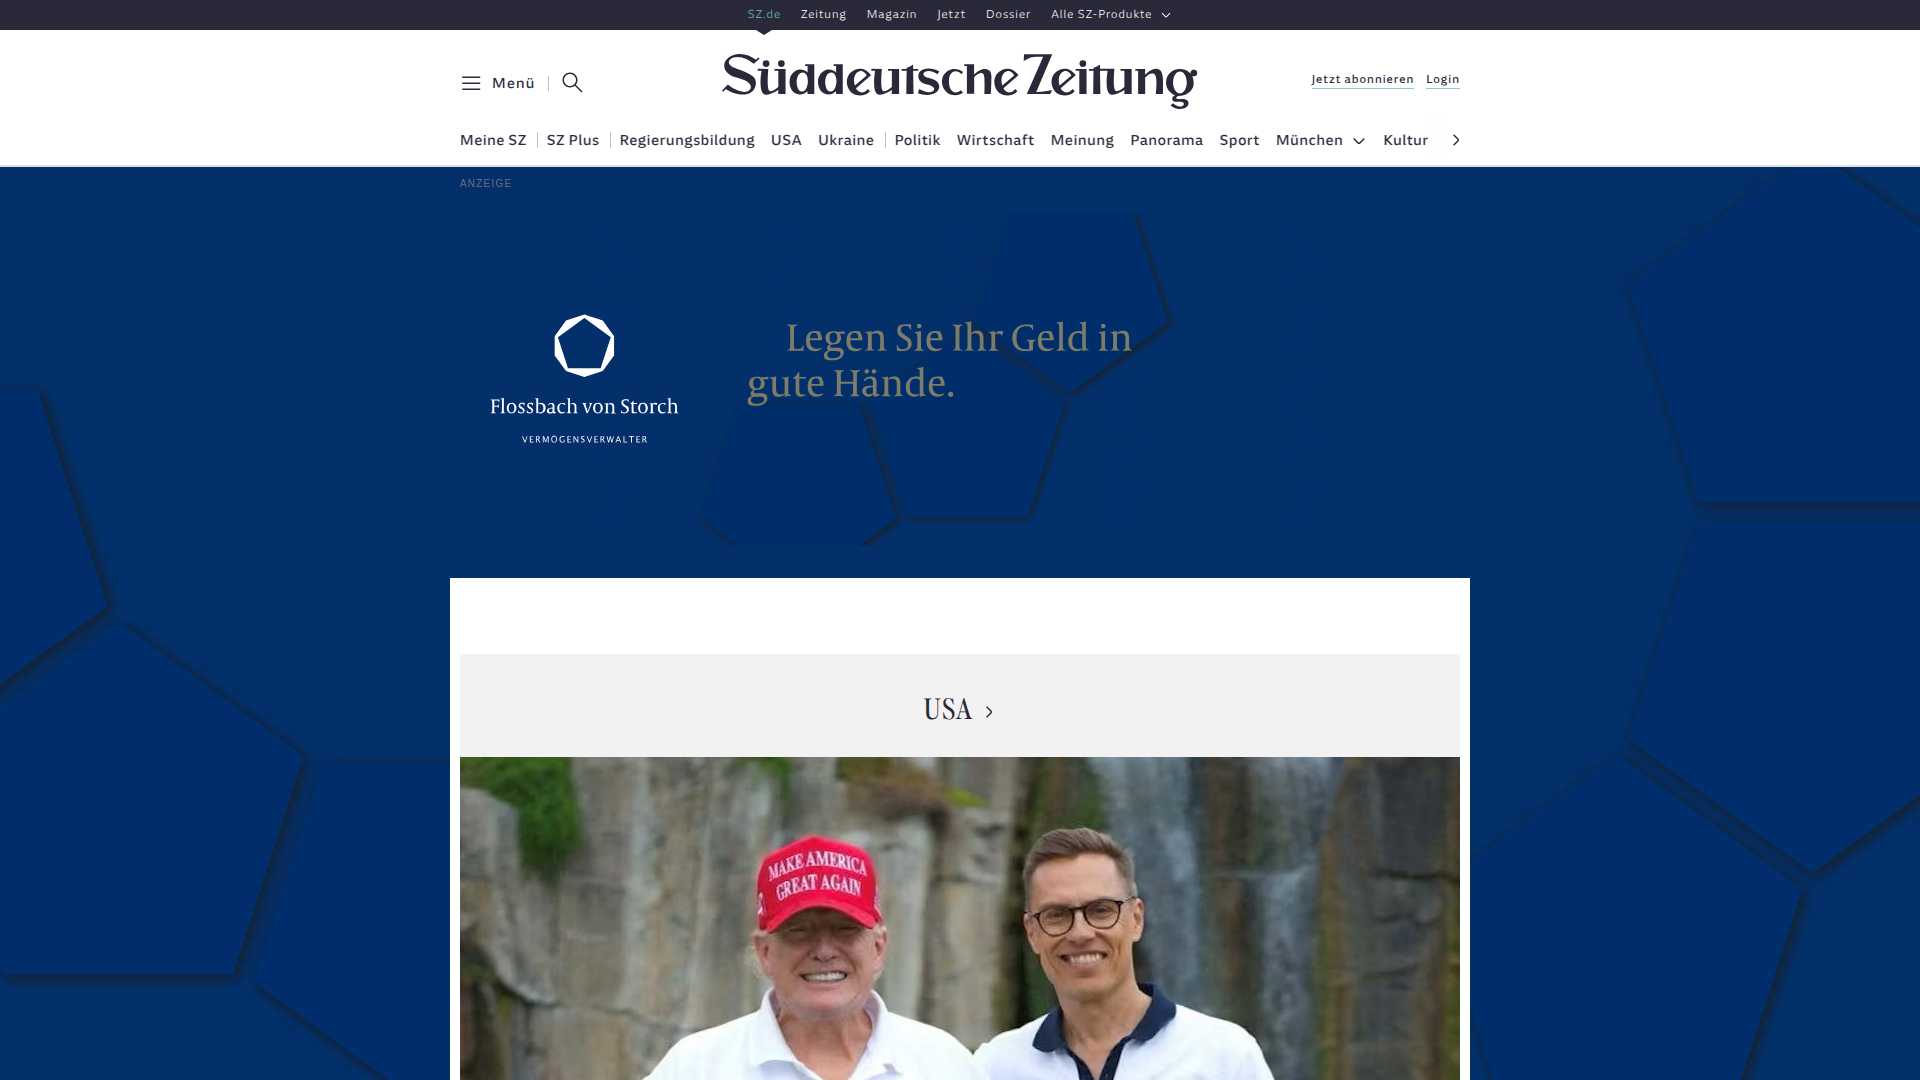 SZ.de Zeitung Magazin Jetzt Dossier Alle SZ-Produkte
Menü
Süddeutsche Zeitung
Jetzt abonnieren Login
Meine SZ SZ Plus Regierungsbildung USA Ukraine Politik Wirtschaft Meinung Panorama Sport München Kultur
ANZEIGE
Flossbach von Storch
VERMÖGENSVERWALTER
Legen Sie Ihr Geld in
gute Hände.
USA
MAKE AMERICA
GREAT AGAIN